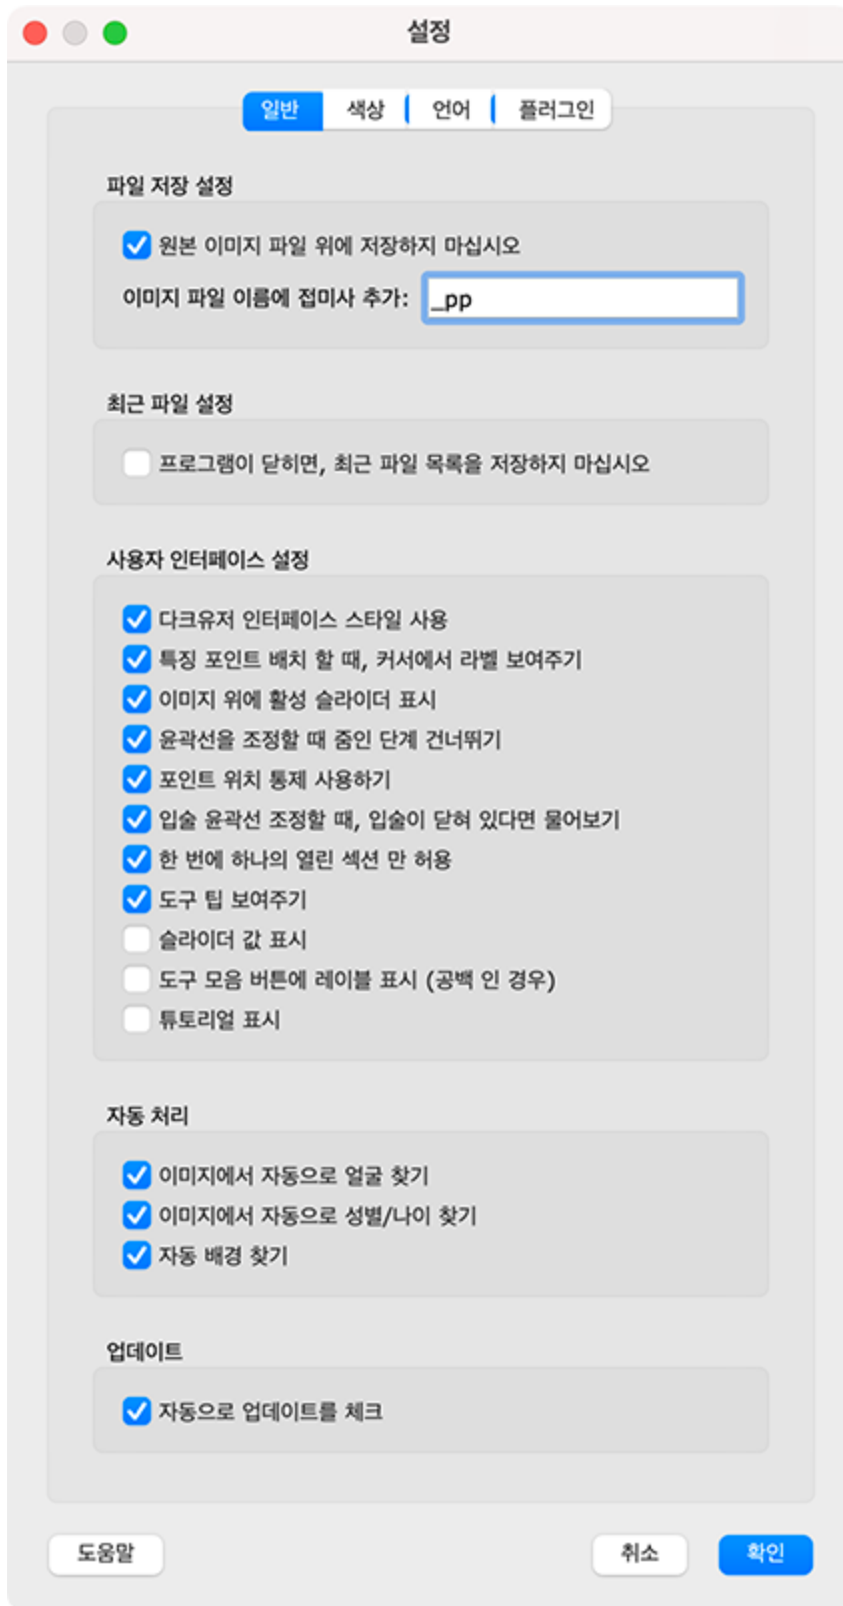 설정
일반 색상 언어 플러그인
파일 저장 설정
원본 이미지 파일 위에 저장하지 마십시오
이미지 파일 이름에 접미사 추가: _pp
최근 파일 설정
프로그램이 닫히면, 최근 파일 목록을 저장하지 마십시오
사용자 인터페이스 설정
다크유저 인터페이스 스타일 사용
특징 포인트 배치 할 때, 커서에서 라벨 보여주기
이미지 위에 활성 슬라이더 표시
윤곽선을 조정할 때 줌인 단계 건너뛰기
포인트 위치 통제 사용하기
입술 윤곽선 조정할 때, 입술이 닫혀 있다면 물어보기
한 번에 하나의 열린 섹션 만 허용
도구 팁 보여주기
슬라이더 값 표시
도구 모음 버튼에 레이블 표시 (공백 인 경우)
튜토리얼 표시
자동 처리
이미지에서 자동으로 얼굴 찾기
이미지에서 자동으로 성별/나이 찾기
자동 배경 찾기
업데이트
자동으로 업데이트를 체크
도움말 취소 확인